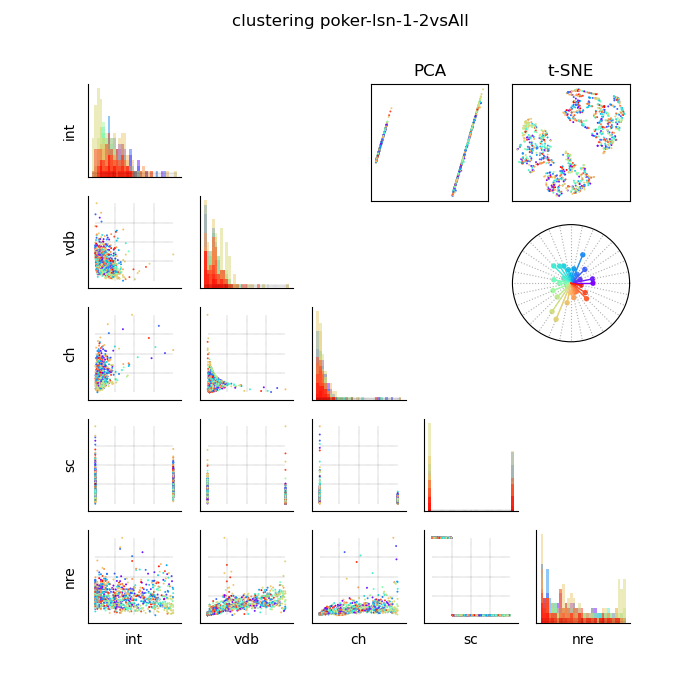 clustering poker-lsn-1-2vsAll
PCA
t-SNE
int
vdb
ch
sc
nre
int
vdb
ch
sc
nre